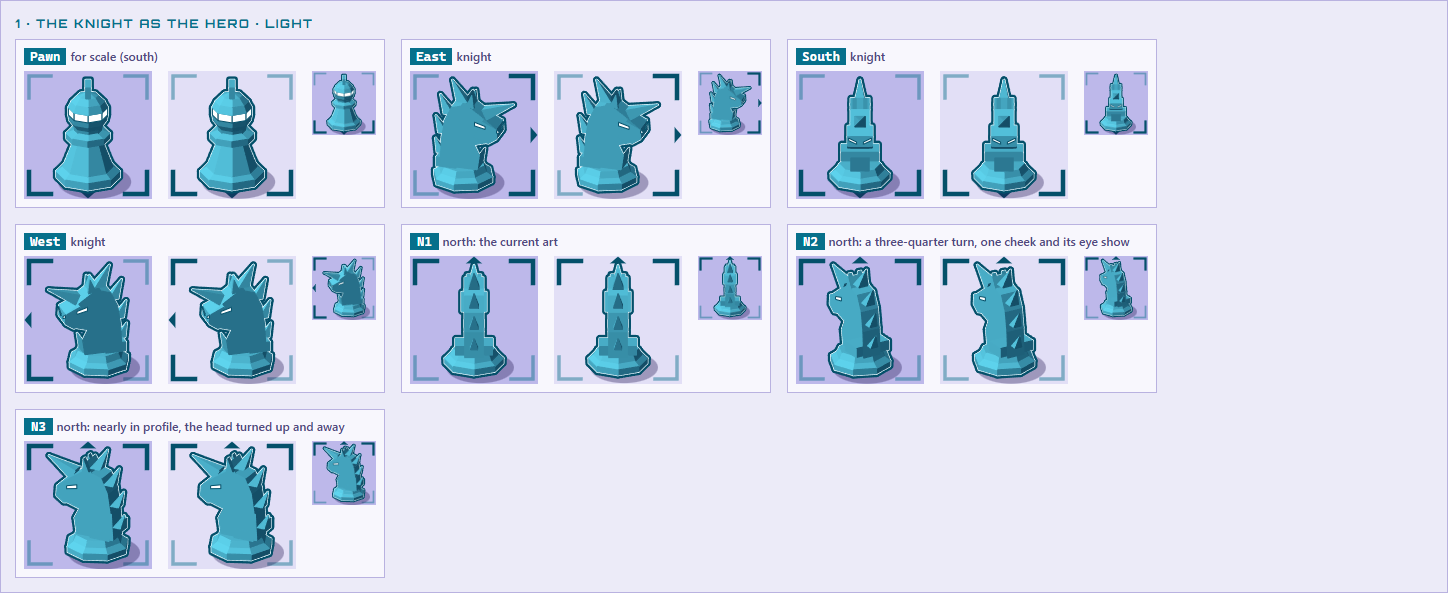 1 · THE KNIGHT AS THE HERO · LIGHT
Pawn for scale (south)
East knight
South knight
West knight
N1 north: the current art
N2 north: a three-quarter turn, one cheek and its eye show
N3 north: nearly in profile, the head turned up and away